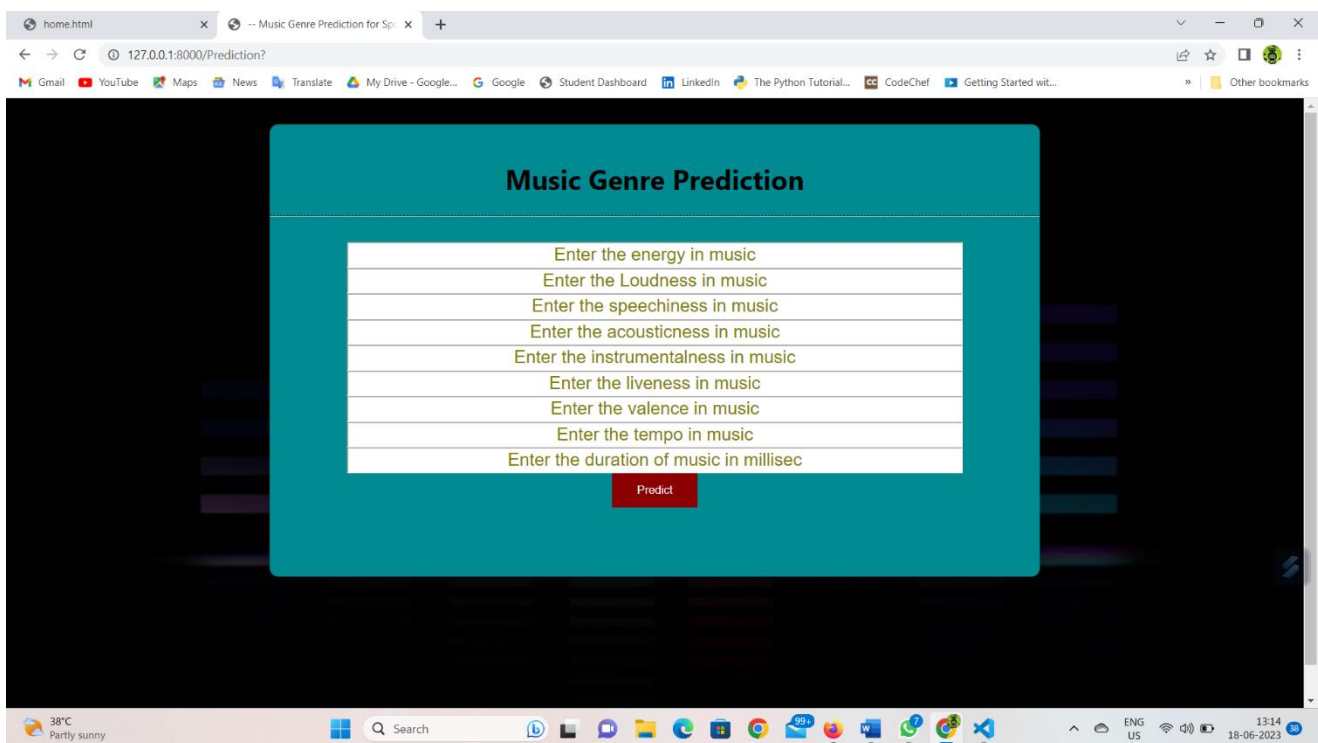 home.html
-- Music Genre Prediction for Sp
127.0.0.1:8000/Prediction?
Gmail YouTube Maps News Translate My Drive - Google... Google Student Dashboard LinkedIn The Python Tutorial... CodeChef Getting Started wit... » Other bookmarks
Music Genre Prediction
Enter the energy in music
Enter the Loudness in music
Enter the speechiness in music
Enter the acousticness in music
Enter the instrumentalness in music
Enter the liveness in music
Enter the valence in music
Enter the tempo in music
Enter the duration of music in millisec
Predict
38°C
Partly sunny
Search
99+
7
ENG
US
13:14
18-06-2023
38